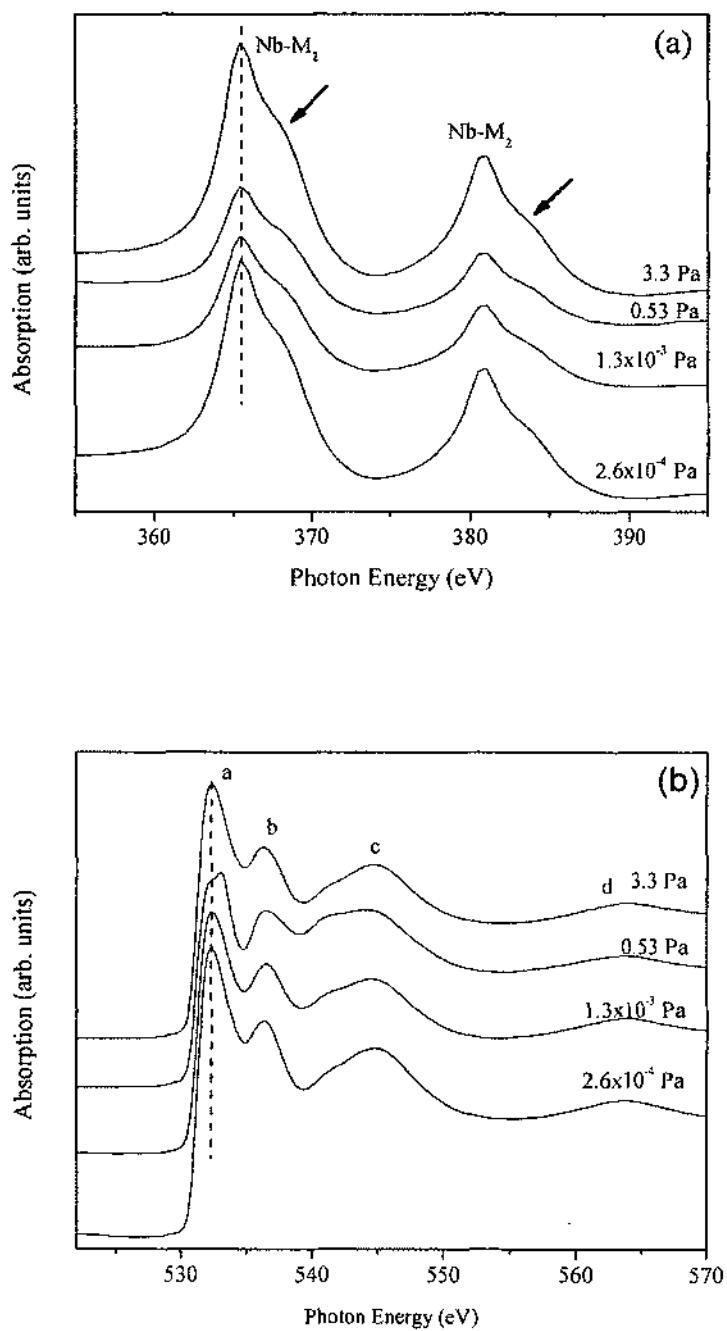 (a)
Nb-M₂
Nb-M₂
Absorption (arb. units)
3.3 Pa
0.53 Pa
1.3x10⁻³ Pa
2.6x10⁻⁴ Pa
360 370 380 390
Photon Energy (eV)
(b)
a
b
c
d
Absorption (arb. units)
3.3 Pa
0.53 Pa
1.3x10⁻³ Pa
2.6x10⁻⁴ Pa
530 540 550 560 570
Photon Energy (eV)